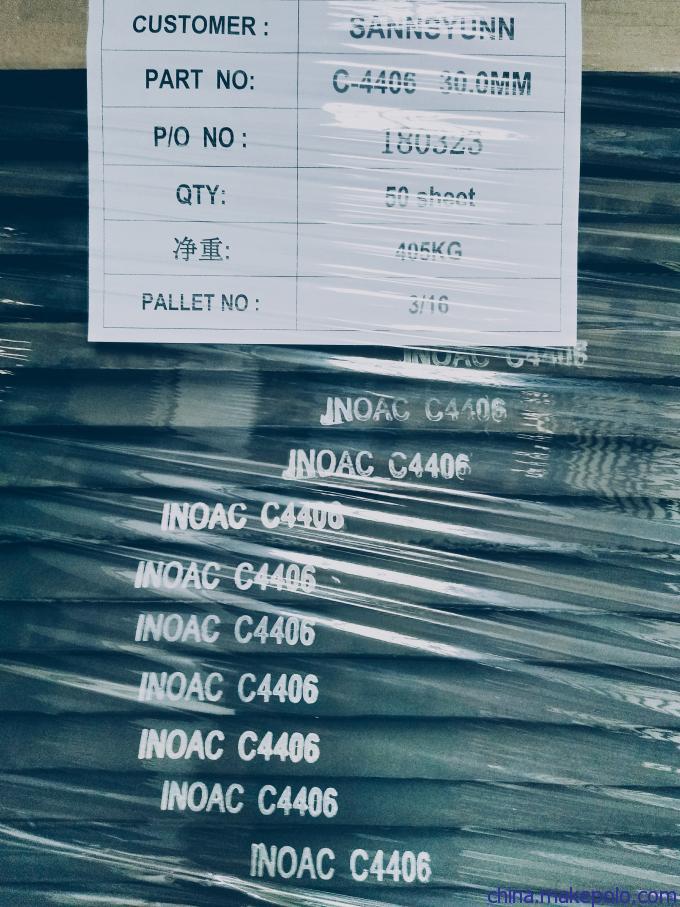 CUSTOMER : SANNSYUNN
PART NO: C-4406 30.0MM
P/O NO : 180323
QTY: 50 sheet
净重: 405KG
PALLET NO : 3/16
INOAC C4406
INOAC C4406
INOAC C4406
INOAC C4406
INOAC C4406
INOAC C4406
INOAC C4406
INOAC C4406
INOAC C4406
INOAC C4406
china.makepolo.com